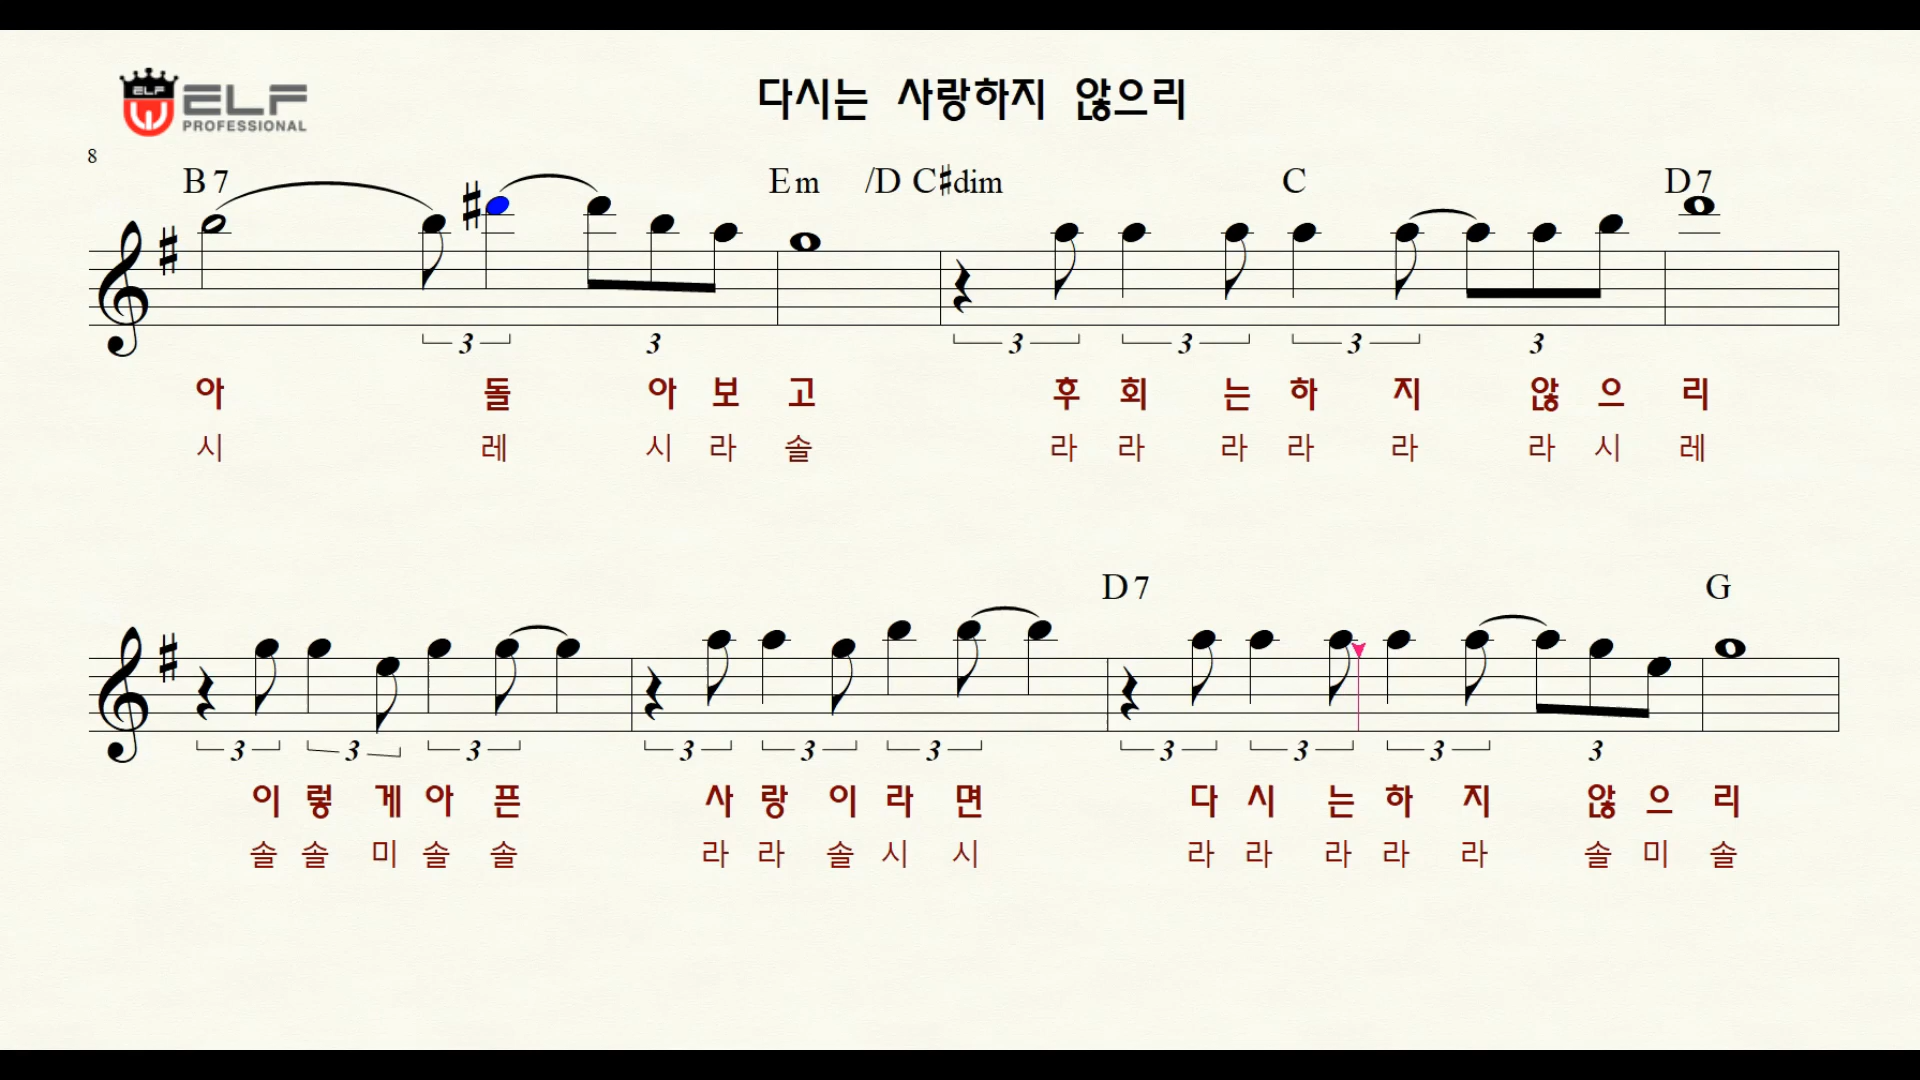 ELF
ELF
PROFESSIONAL
다시는 사랑하지 않으리
8
B7 Em /D C♯dim C D7
3 3 3 3 3 3
아 돌 아 보 고 후 회 는 하 지 않 으 리
시 레 시 라 솔 라 라 라 라 라 라 시 레
D7 G
3 3 3 3 3 3 3 3 3 3
이 렇 게 아 픈 사 랑 이 라 면 다 시 는 하 지 않 으 리
솔 솔 미 솔 솔 라 라 솔 시 시 라 라 라 라 라 솔 미 솔